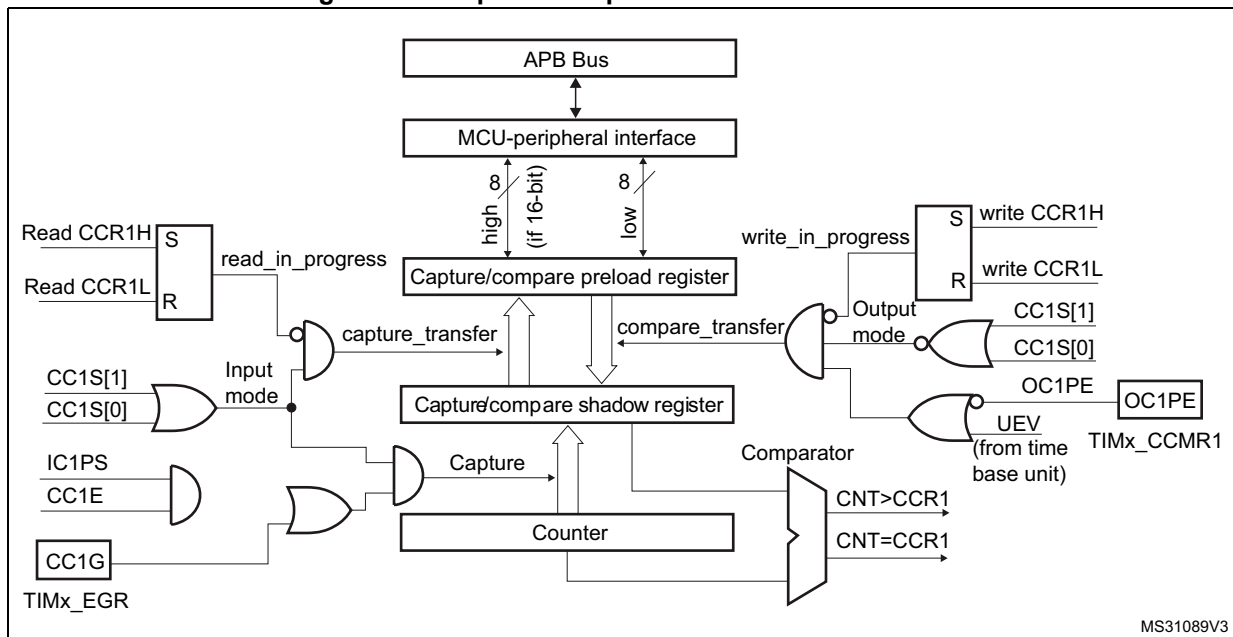 APB Bus
MCU-peripheral interface
8
high
(if 16-bit)
8
low
Read CCR1H
S
Read CCR1L
R
read_in_progress
write_in_progress
S
write CCR1H
R
write CCR1L
Capture/compare preload register
capture_transfer
compare_transfer
Output
mode
CC1S[1]
CC1S[0]
CC1S[1]
CC1S[0]
Input
mode
Capture/compare shadow register
OC1PE
OC1PE
UEV
(from time
base unit)
TIMx_CCMR1
IC1PS
CC1E
Capture
Comparator
CNT>CCR1
CNT=CCR1
Counter
CC1G
TIMx_EGR
MS31089V3